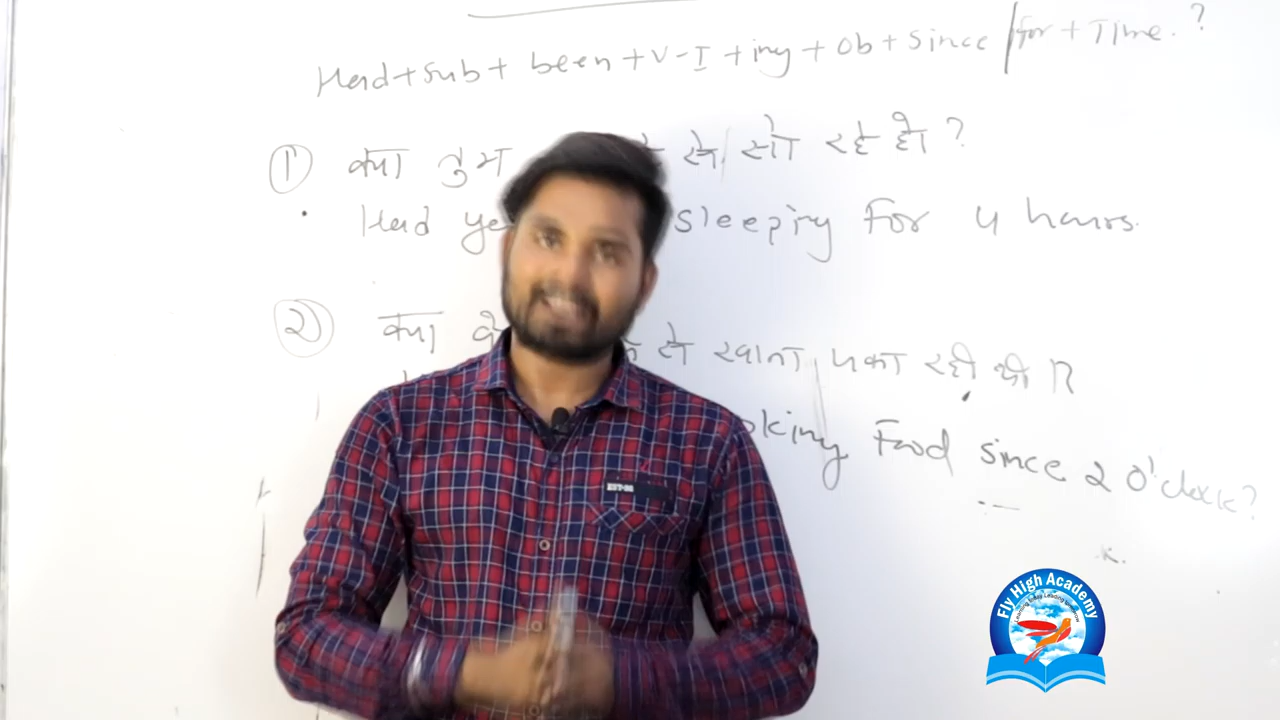 Had + sub + been + V-I + ing + ob + since / for + Time. ?
① क्या तुम से सो रहे हो ?
Had sleeping For 4 hours.
② क्या से खाना पका रही थी ?
Food since 2 O'clock?
Fly High Academy